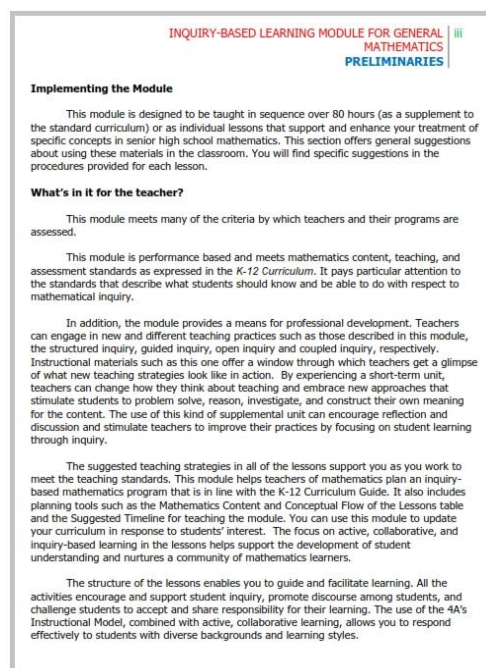 INQUIRY-BASED LEARNING MODULE FOR GENERAL iii
MATHEMATICS
PRELIMINARIES
Implementing the Module
This module is designed to be taught in sequence over 80 hours (as a supplement to
the standard curriculum) or as individual lessons that support and enhance your treatment of
specific concepts in senior high school mathematics. This section offers general suggestions
about using these materials in the classroom. You will find specific suggestions in the
procedures provided for each lesson.
What's in it for the teacher?
This module meets many of the criteria by which teachers and their programs are
assessed.
This module is performance based and meets mathematics content, teaching, and
assessment standards as expressed in the K-12 Curriculum. It pays particular attention to
the standards that describe what students should know and be able to do with respect to
mathematical inquiry.
In addition, the module provides a means for professional development. Teachers
can engage in new and different teaching practices such as those described in this module,
the structured inquiry, guided inquiry, open inquiry and coupled inquiry, respectively.
Instructional materials such as this one offer a window through which teachers get a glimpse
of what new teaching strategies look like in action. By experiencing a short-term unit,
teachers can change how they think about teaching and embrace new approaches that
stimulate students to problem solve, reason, investigate, and construct their own meaning
for the content. The use of this kind of supplemental unit can encourage reflection and
discussion and stimulate teachers to improve their practices by focusing on student learning
through inquiry.
The suggested teaching strategies in all of the lessons support you as you work to
meet the teaching standards. This module helps teachers of mathematics plan an inquiry-
based mathematics program that is in line with the K-12 Curriculum Guide. It also includes
planning tools such as the Mathematics Content and Conceptual Flow of the Lessons table
and the Suggested Timeline for teaching the module. You can use this module to update
your curriculum in response to students' interest. The focus on active, collaborative, and
inquiry-based learning in the lessons helps support the development of student
understanding and nurtures a community of mathematics learners.
The structure of the lessons enables you to guide and facilitate learning. All the
activities encourage and support student inquiry, promote discourse among students, and
challenge students to accept and share responsibility for their learning. The use of the 4A's
Instructional Model, combined with active, collaborative learning, allows you to respond
effectively to students with diverse backgrounds and learning styles.